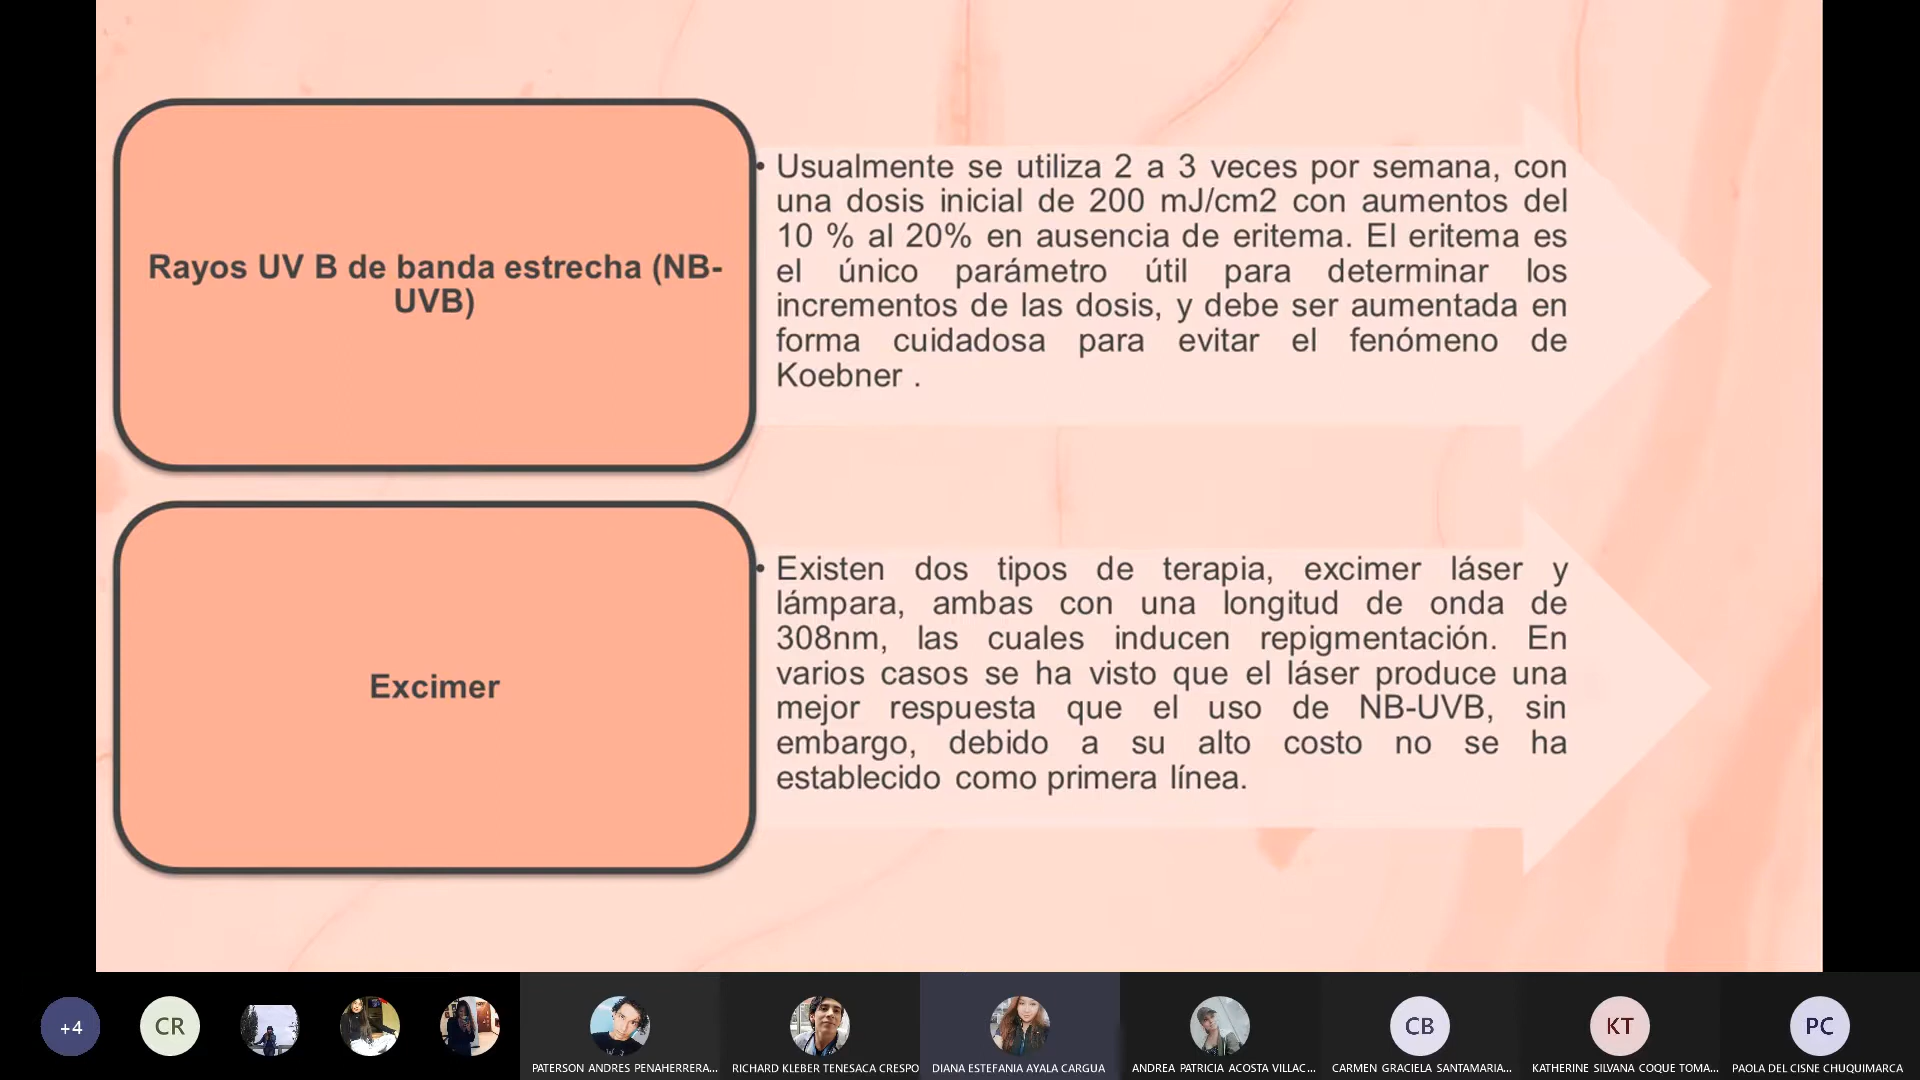 Rayos UV B de banda estrecha (NB-
UVB)
• Usualmente se utiliza 2 a 3 veces por semana, con
una dosis inicial de 200 mJ/cm2 con aumentos del
10 % al 20% en ausencia de eritema. El eritema es
el único parámetro útil para determinar los
incrementos de las dosis, y debe ser aumentada en
forma cuidadosa para evitar el fenómeno de
Koebner .
Excimer
• Existen dos tipos de terapia, excimer láser y
lámpara, ambas con una longitud de onda de
308nm, las cuales inducen repigmentación. En
varios casos se ha visto que el láser produce una
mejor respuesta que el uso de NB-UVB, sin
embargo, debido a su alto costo no se ha
establecido como primera línea.
+4
CR
CB
KT
PC
PATERSON ANDRES PENAHERRERA...
RICHARD KLEBER TENESACA CRESPO
DIANA ESTEFANIA AYALA CARGUA
ANDREA PATRICIA ACOSTA VILLAC...
CARMEN GRACIELA SANTAMARIA...
KATHERINE SILVANA COQUE TOMA...
PAOLA DEL CISNE CHUQUIMARCA